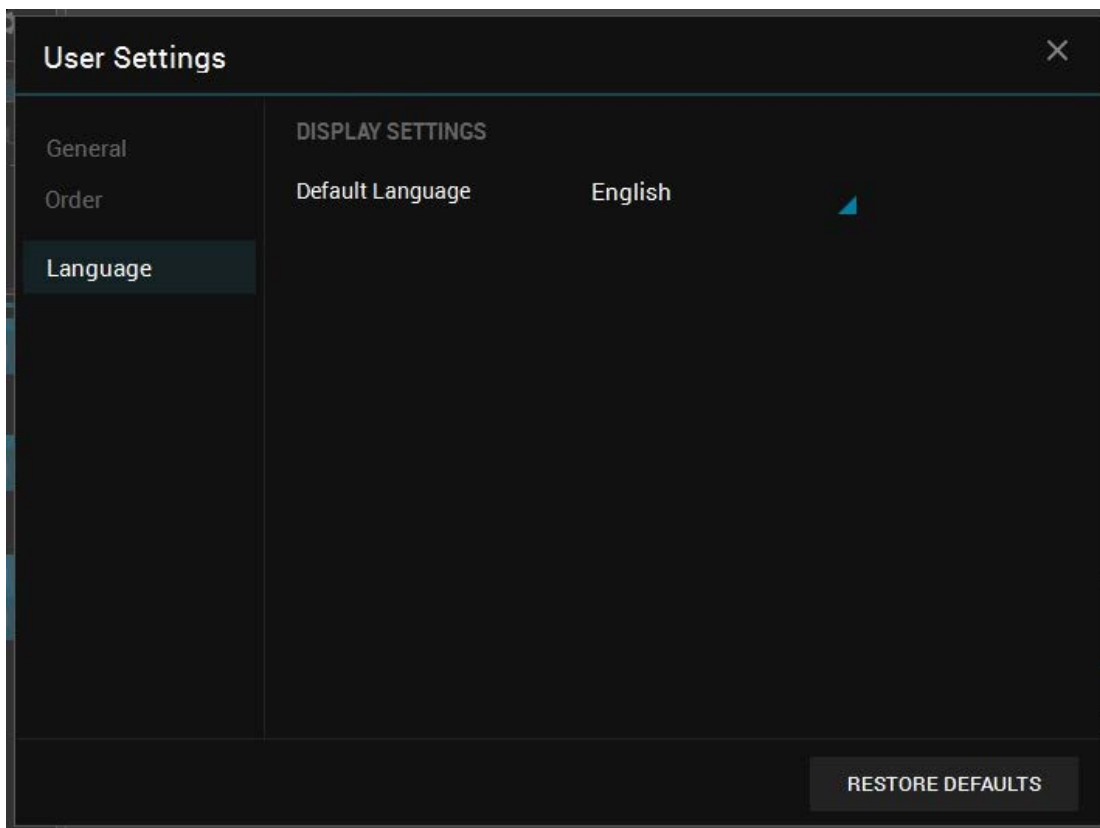 User Settings
General
Order
Language
DISPLAY SETTINGS
Default Language English
RESTORE DEFAULTS